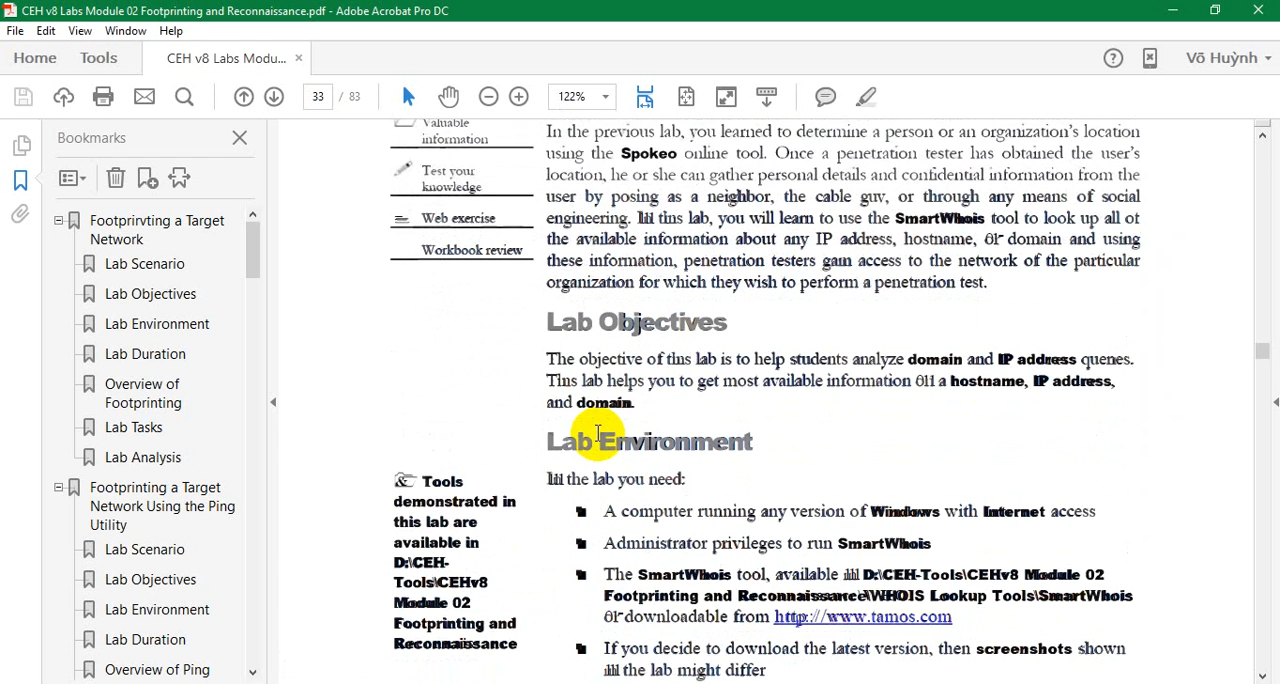 CEH v8 Labs Module 02 Footprinting and Reconnaissance.pdf - Adobe Acrobat Pro DC
File Edit View Window Help
Home Tools CEH v8 Labs Modu... × Võ Huỳnh
33 / 83 122%
Bookmarks
Footprivting a Target
Network
Lab Scenario
Lab Objectives
Lab Environment
Lab Duration
Overview of
Footprinting
Lab Tasks
Lab Analysis
Footprinting a Target
Network Using the Ping
Utility
Lab Scenario
Lab Objectives
Lab Environment
Lab Duration
Overview of Ping
Valuable
information
Test your
knowledge
Web exercise
Workbook review
Tools
demonstrated in
this lab are
available in
D:\CEH-
Tools\CEHv8
Module 02
Footprinting and
Reconnaissance
In the previous lab, you learned to determine a person or an organization's location
using the Spokeo online tool. Once a penetration tester has obtained the user's
location, he or she can gather personal details and confidential information from the
user by posing as a neighbor, the cable guv, or through any means of social
engineering. In tins lab, you will learn to use the SmartWhois tool to look up all ot
the available information about any IP address, hostname, 01- domain and using
these information, penetration testers gam access to the network of the particular
organization for which they wish to perform a penetration test.
Lab Objectives
The objective of tins lab is to help students analyze domain and IP address quenes.
Tins lab helps you to get most available information 011 a hostname, IP address,
and domain.
Lab Environment
In the lab you need:
A computer running any version of Windows with Internet access
Administrator privileges to run SmartWhois
The SmartWhois tool, available 111 D:\CEH-Tools\CEHv8 Module 02
Footprinting and Reconnaissance\WHOIS Lookup Tools\SmartWhois
01- downloadable from http://www.tamos.com
If you decide to download the latest version, then screenshots shown
111 the lab might differ